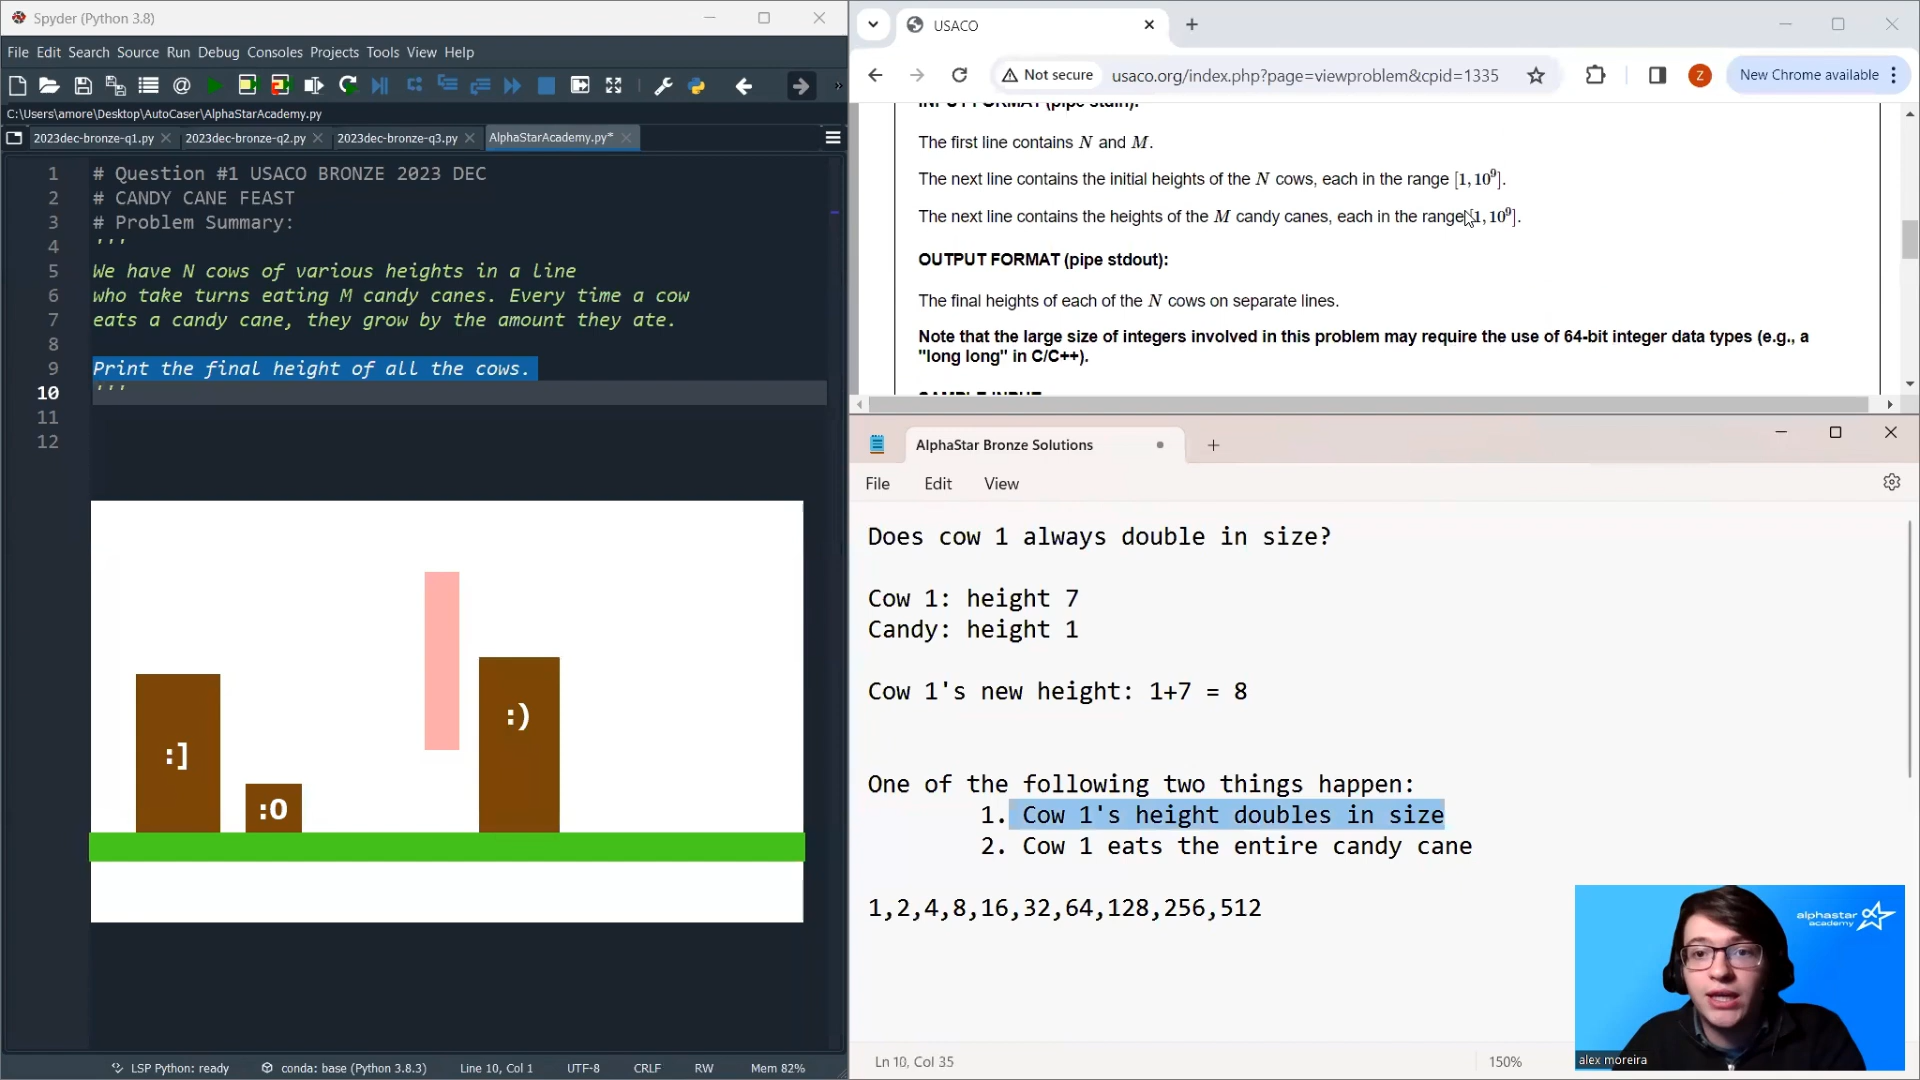 Spyder (Python 3.8)
File Edit Search Source Run Debug Consoles Projects Tools View Help
C:\Users\amore\Desktop\AutoCaser\AlphaStarAcademy.py
2023dec-bronze-q1.py 2023dec-bronze-q2.py 2023dec-bronze-q3.py AlphaStarAcademy.py*
1 # Question #1 USACO BRONZE 2023 DEC
2 # CANDY CANE FEAST
3 # Problem Summary:
4 '''
5 We have N cows of various heights in a line
6 who take turns eating M candy canes. Every time a cow
7 eats a candy cane, they grow by the amount they ate.
8
9 Print the final height of all the cows.
10 '''
11
12
:]
:O
:)
LSP Python: ready conda: base (Python 3.8.3) Line 10, Col 1 UTF-8 CRLF RW Mem 82%
USACO
Not secure usaco.org/index.php?page=viewproblem&cpid=1335 New Chrome available
INPUT FORMAT (pipe stdin):
The first line contains N and M.
The next line contains the initial heights of the N cows, each in the range [1, 10⁹].
The next line contains the heights of the M candy canes, each in the range [1, 10⁹].
OUTPUT FORMAT (pipe stdout):
The final heights of each of the N cows on separate lines.
Note that the large size of integers involved in this problem may require the use of 64-bit integer data types (e.g., a
"long long" in C/C++).
SAMPLE INPUT
AlphaStar Bronze Solutions
File Edit View
Does cow 1 always double in size?
Cow 1: height 7
Candy: height 1
Cow 1's new height: 1+7 = 8
One of the following two things happen:
1. Cow 1's height doubles in size
2. Cow 1 eats the entire candy cane
1,2,4,8,16,32,64,128,256,512
Ln 10, Col 35 150%
alphastar
academy
alex moreira